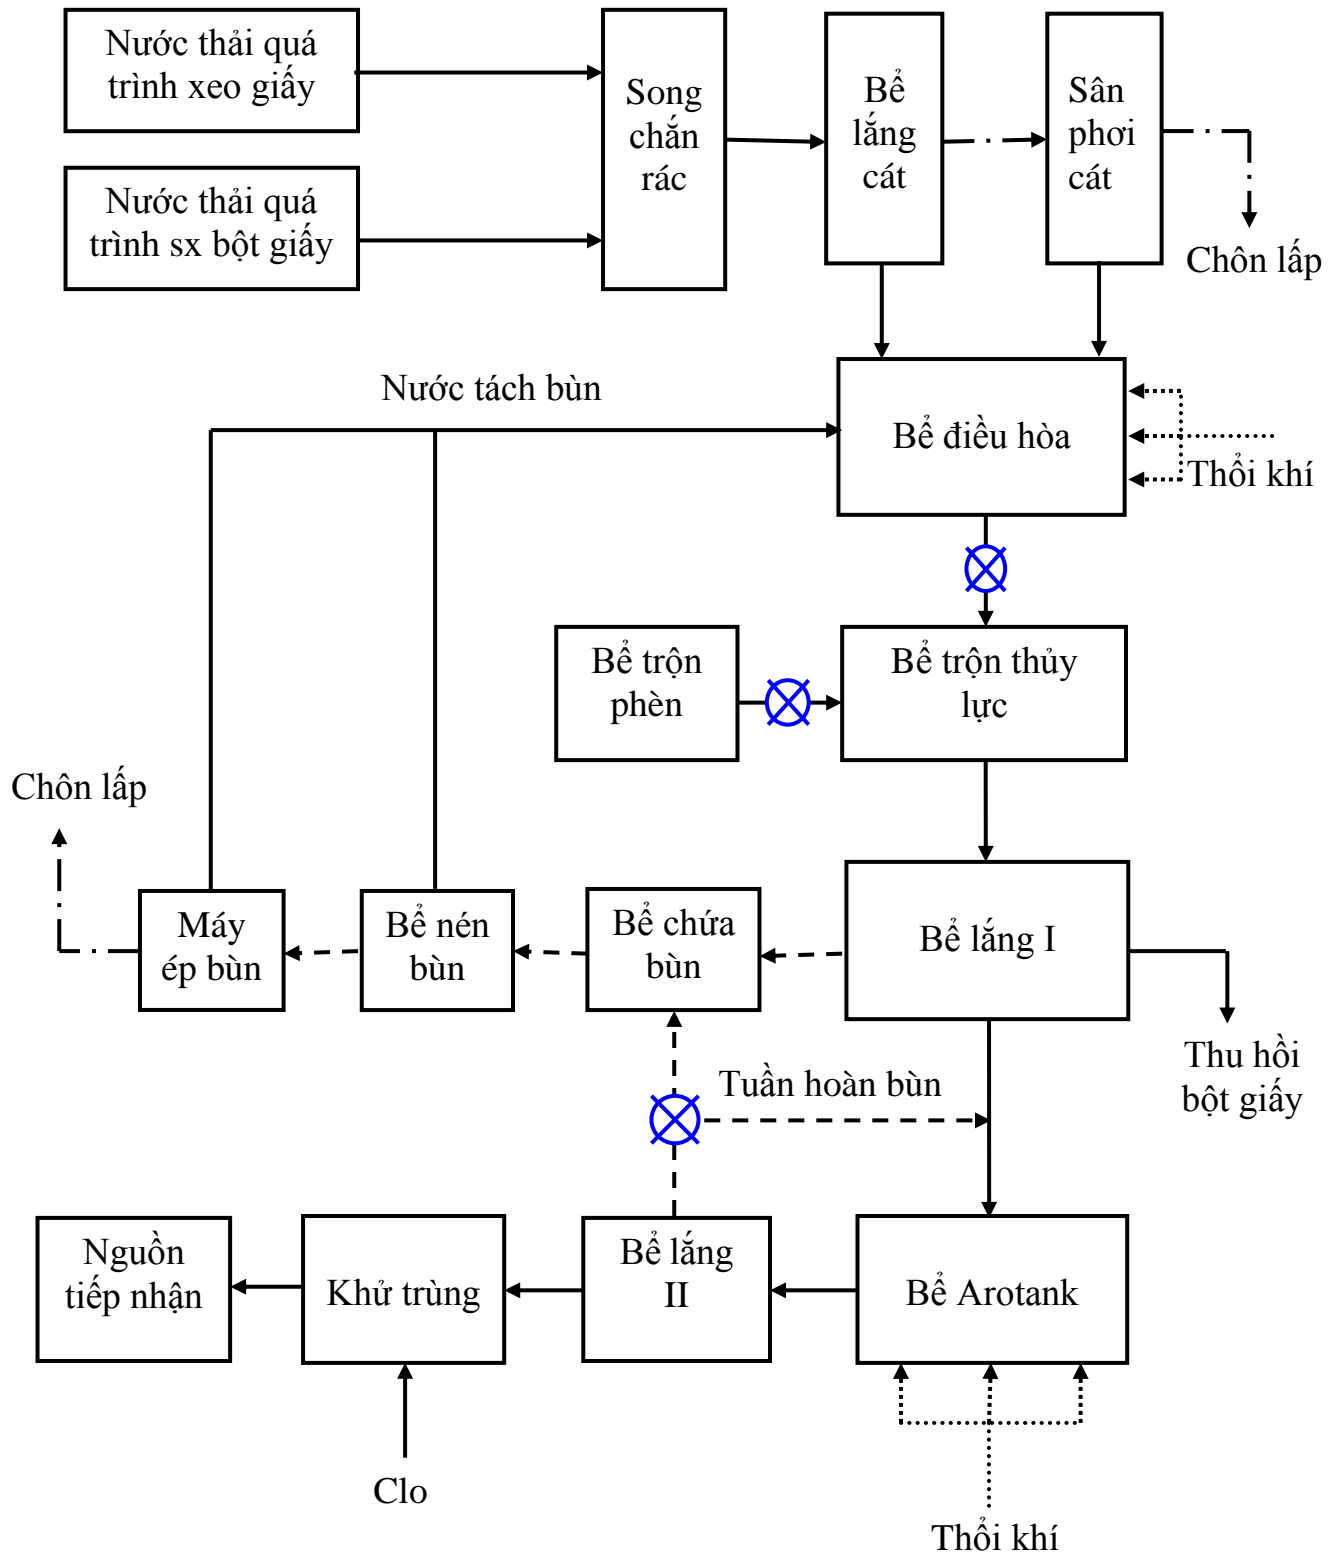 Nước thải quá
trình xeo giấy
Nước thải quá
trình sx bột giấy
Song
chắn
rác
Bể
lắng
cát
Sân
phơi
cát
Chôn lấp
Nước tách bùn
Bể điều hòa
Thổi khí
Bể trộn
phèn
Bể trộn thủy
lực
Chôn lấp
Máy
ép bùn
Bể nén
bùn
Bể chứa
bùn
Bể lắng I
Thu hồi
bột giấy
Tuần hoàn bùn
Nguồn
tiếp nhận
Khử trùng
Bể lắng
II
Bể Arotank
Clo
Thổi khí